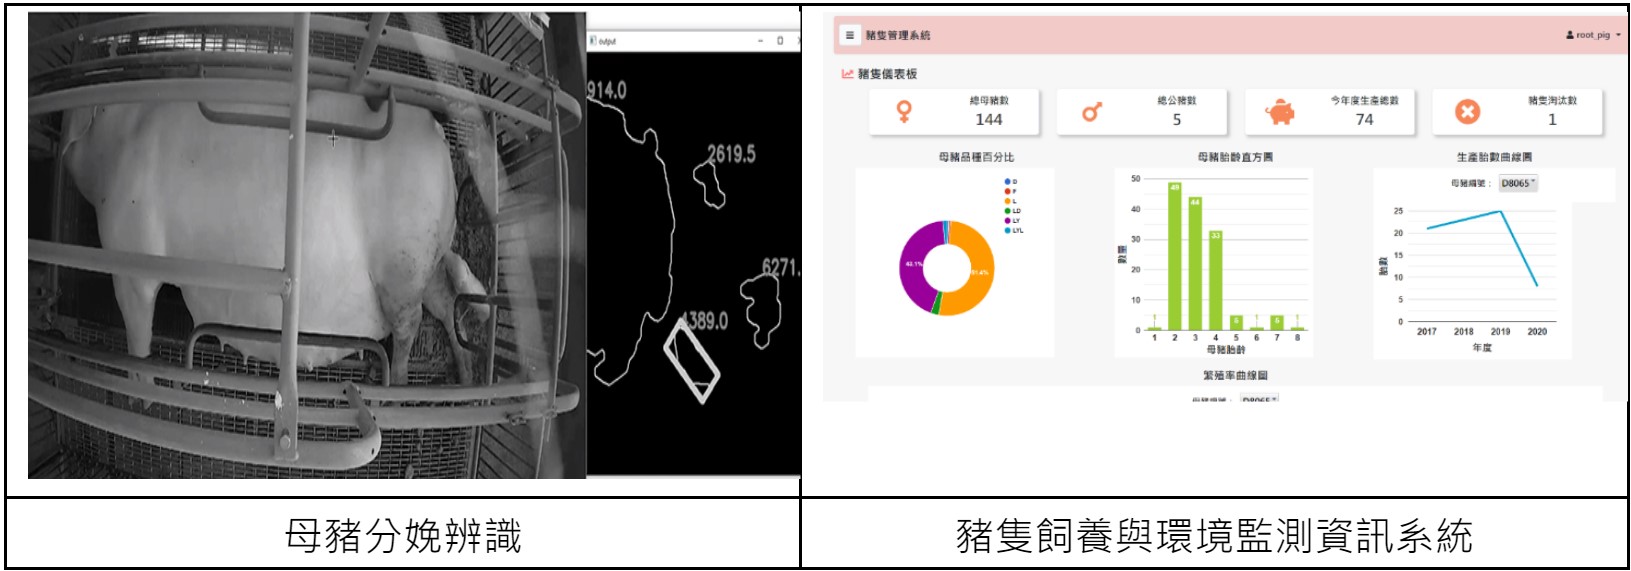 output
914.0
2619.5
6271.
4389.0
母豬分娩辨識
豬隻管理系統
root_pig
豬隻儀表板
總母豬數
144
總公豬數
5
今年度生產總數
74
豬隻淘汰數
1
母豬品種百分比
D
F
L
LD
LY
LYL
43.1%
51.4%
母豬胎齡直方圖
數量
50
40
30
20
10
0
1
49
44
33
5
1
5
1
1 2 3 4 5 6 7 8
母豬胎齡
生產胎數曲線圖
母豬編號： D8065
胎數
25
20
15
10
5
0
2017 2018 2019 2020
年度
繁殖率曲線圖
母豬編號： D8065
豬隻飼養與環境監測資訊系統